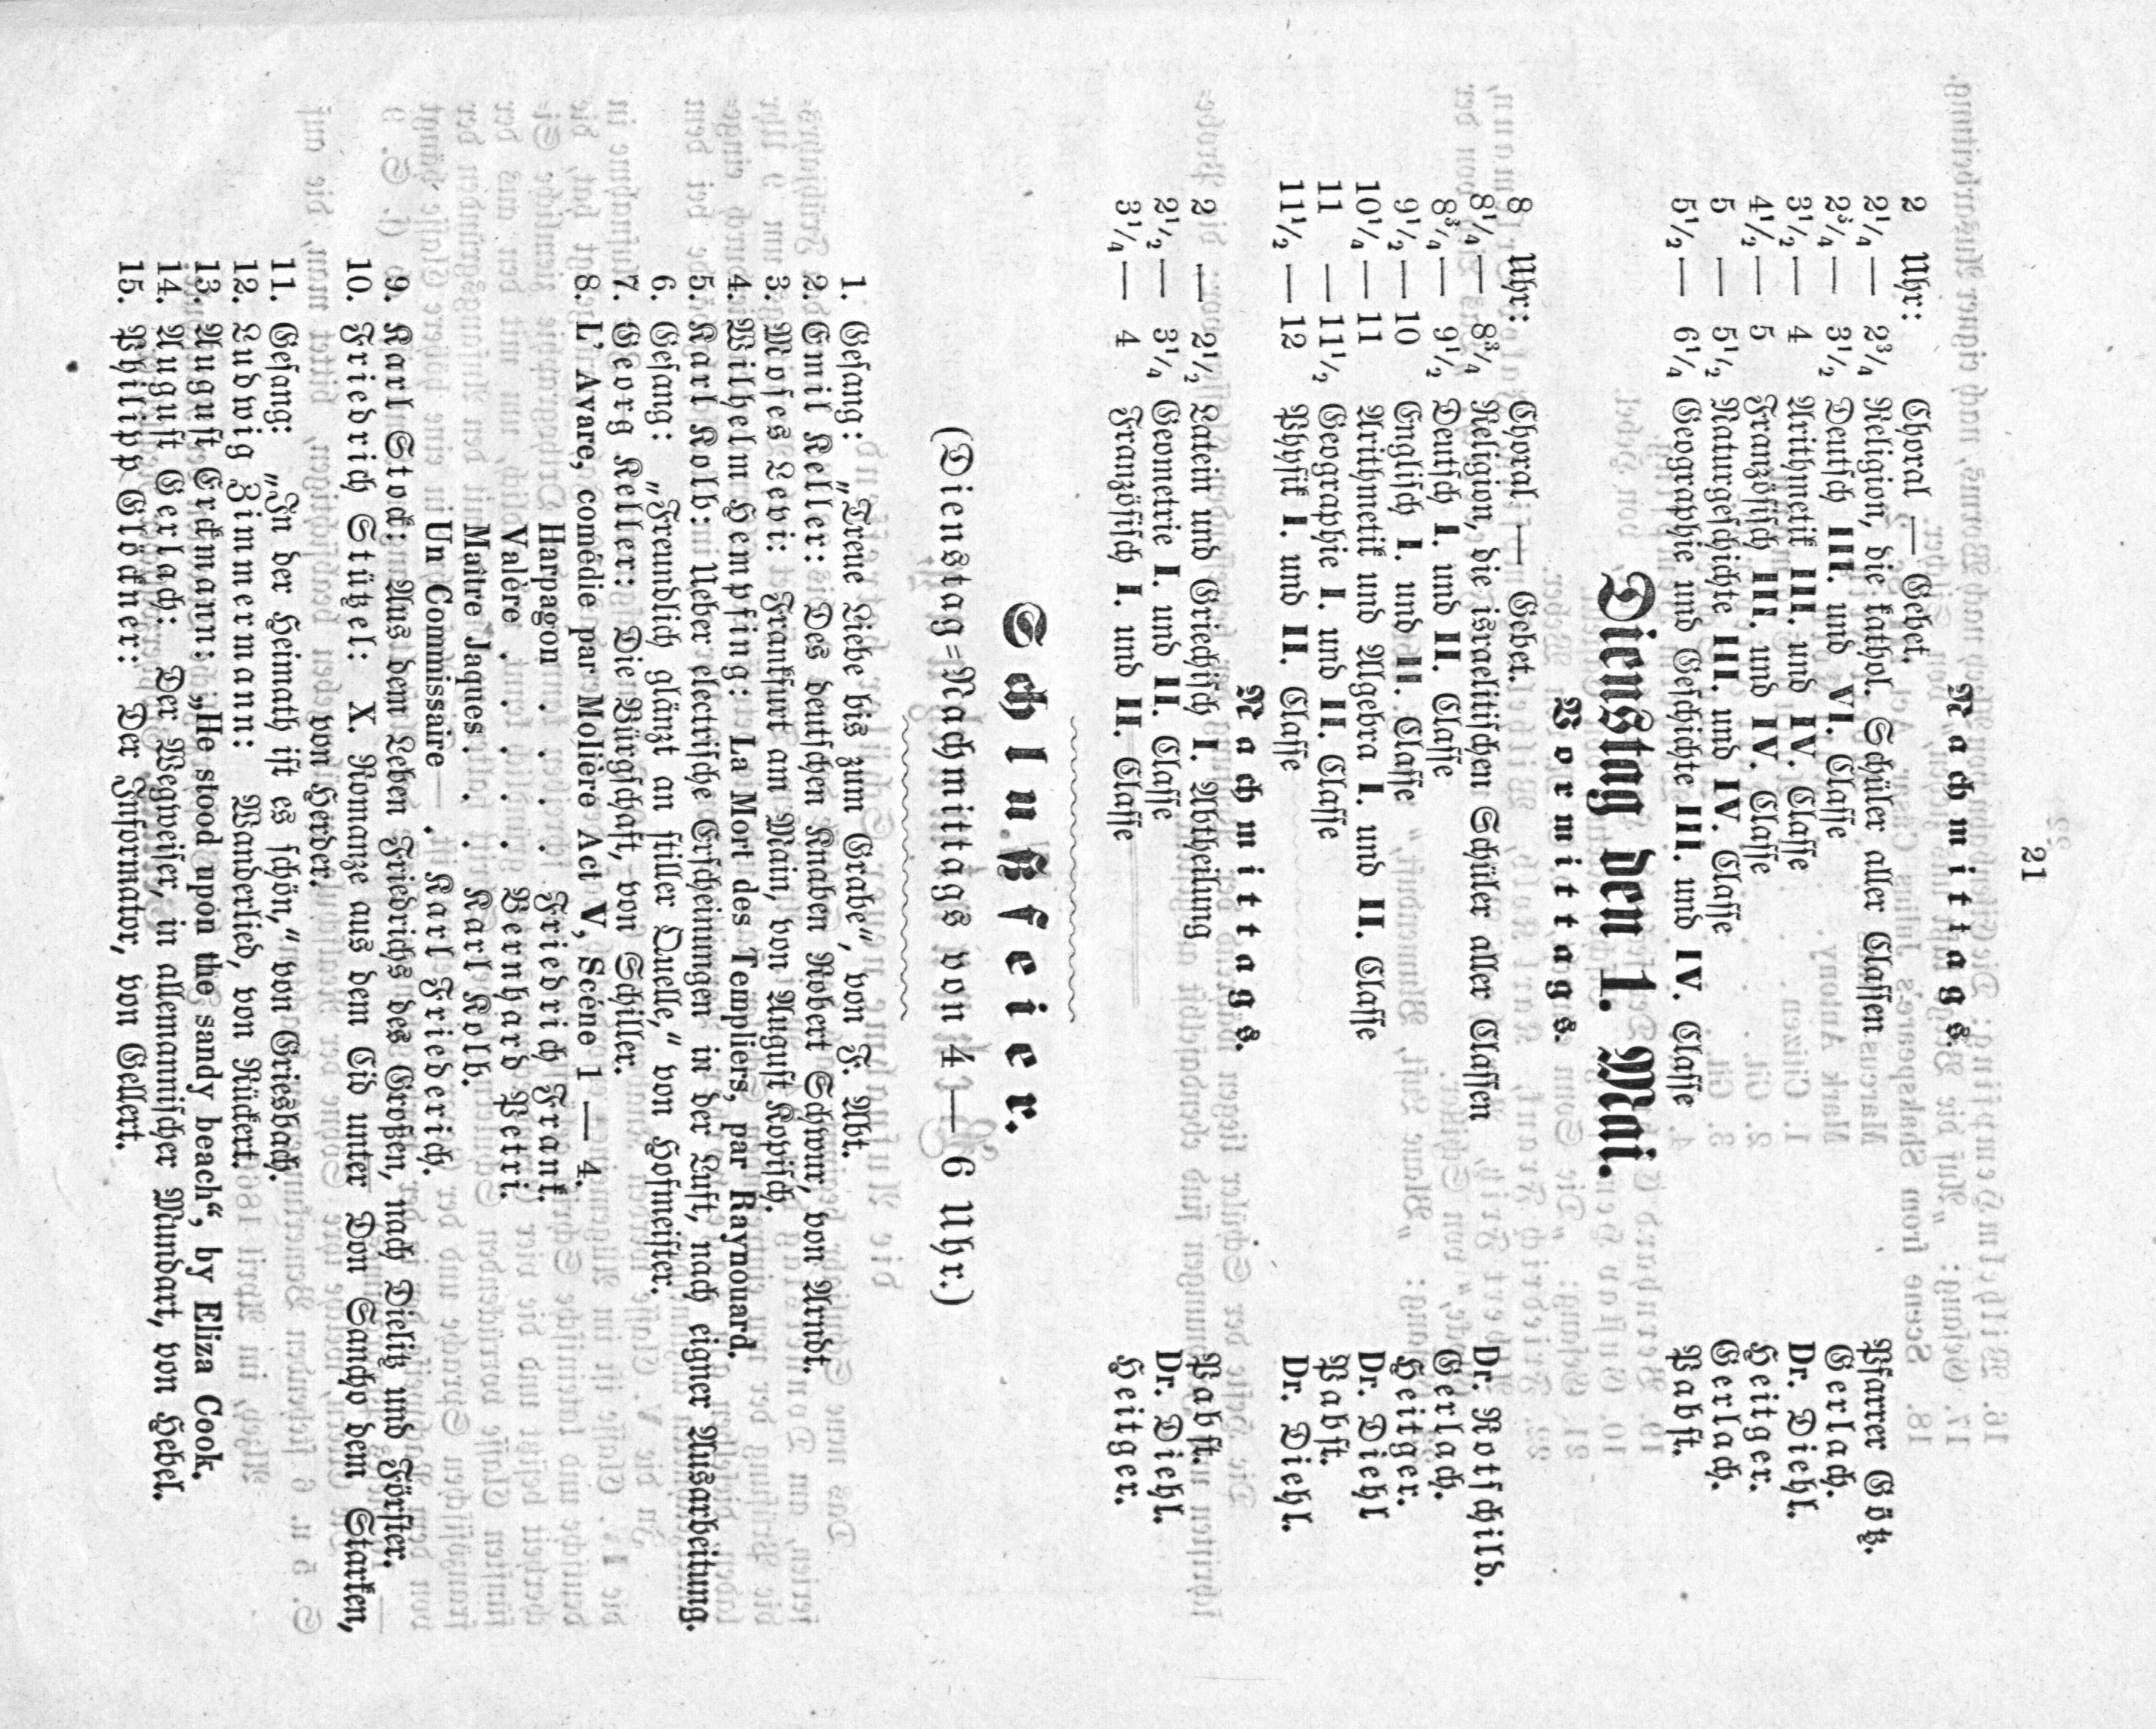 21
Nachmittags.
2 Uhr: Choral — Gebet.
2¼ — 2¾ Religion, die kathol. Schüler aller Classen Pfarrer Götz.
2¾ — 3½ Deutsch III. und VI. Classe Gerlach.
3½ — 4 Arithmetik III. und IV. Classe Dr. Diehl.
4½ — 5 Französisch III. und IV. Classe Heitger.
5 — 5½ Naturgeschichte III. und IV. Classe Gerlach.
5½ — 6¼ Geographie und Geschichte III. und IV. Classe Pabst.
Dienstag den 1. Mai.
Vormittags.
8 Uhr: Choral — Gebet.
8¼ — 8¾ Religion, die israelitischen Schüler aller Classen Dr. Rothschild.
8¾ — 9½ Deutsch I. und II. Classe Gerlach.
9½ — 10 Englisch I. und II. Classe Heitger.
10¼ — 11 Arithmetik und Algebra I. und II. Classe Dr. Diehl
11 — 11½ Geographie I. und II. Classe Pabst.
11½ — 12 Physik I. und II. Classe Dr. Diehl.
Nachmittags.
2 — 2½ Latein und Griechisch I. Abtheilung Pabst.
2½ — 3¼ Geometrie I. und II. Classe Dr. Diehl.
3¼ — 4 Französisch I. und II. Classe Heitger.
Schlußfeier.
(Dienstag=Nachmittags von 4 — 6 Uhr.)
1. Gesang: „Treue Liebe bis zum Grabe“, von F. Abt.
2. Emil Keller: Des deutschen Knaben Robert Schwur, von Arndt.
3. Moses Levi: Frankfurt am Main, von August Kopisch.
4. Wilhelm Hempfing: La Mort des Templiers, par Raynouard.
5. Karl Kolb: Ueber electrische Erscheinungen in der Luft, nach eigner Ausarbeitung.
6. Gesang: „Freundlich glänzt an stiller Quelle,“ von Hofmeister.
7. Georg Keller: Die Bürgschaft, von Schiller.
8. L'Avare, comédie par Molière Act V, Scéne 1 — 4.
Harpagon . . . . Friedrich Frank.
Valère . . . . . Bernhard Petri.
Maître Jaques . . . Karl Kolb.
Un Commissaire . Karl Friederich.
9. Karl Stock: Aus dem Leben Friedrichs des Großen, nach Dielitz und Förster.
10. Friedrich Stützel: X. Romanze aus dem Cid unter Don Sancho dem Starken,
von Herder.
11. Gesang: „In der Heimath ist es schön,“ von Griesbach.
12. Ludwig Zimmermann: Wanderlied, von Rückert.
13. August Erkmann: „He stood upon the sandy beach“, by Eliza Cook.
14. August Gerlach: Der Wegweiser, in allemannischer Mundart, von Hebel.
15. Philipp Glöckner: Der Informator, von Gellert.